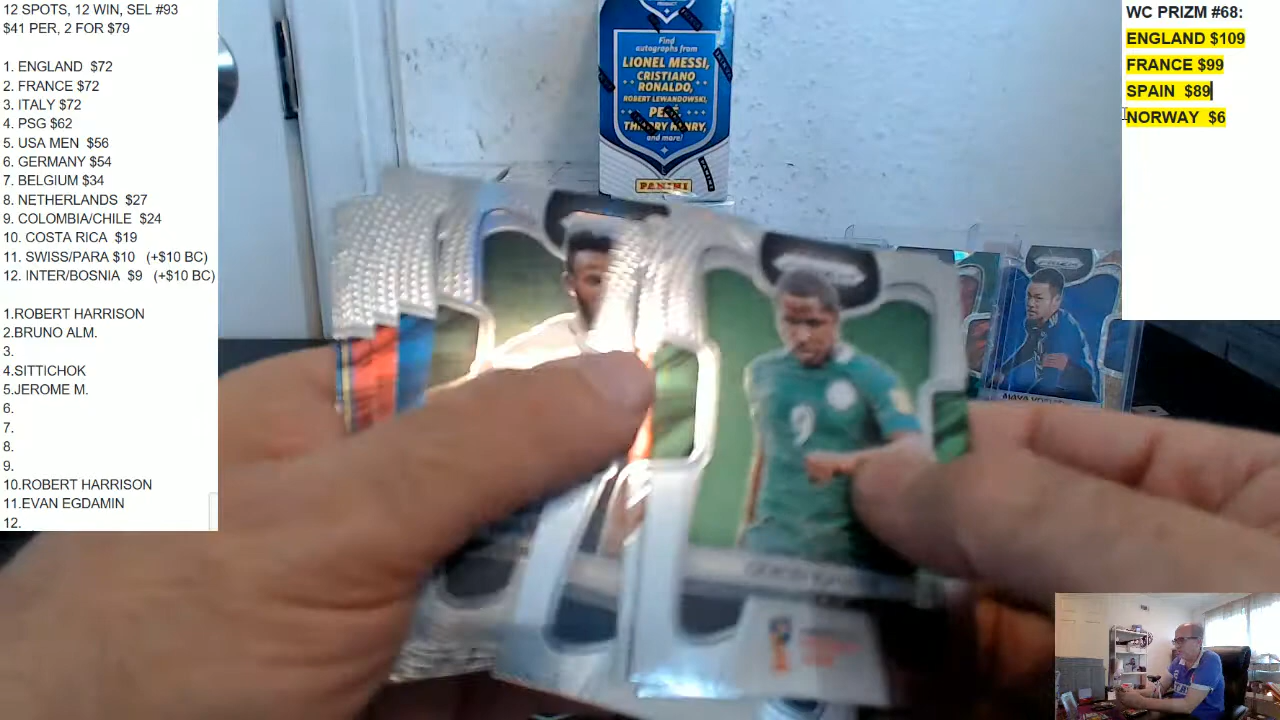 12 SPOTS, 12 WIN, SEL #93
$41 PER, 2 FOR $79
1. ENGLAND $72
2. FRANCE $72
3. ITALY $72
4. PSG $62
5. USA MEN $56
6. GERMANY $54
7. BELGIUM $34
8. NETHERLANDS $27
9. COLOMBIA/CHILE $24
10. COSTA RICA $19
11. SWISS/PARA $10 (+$10 BC)
12. INTER/BOSNIA $9 (+$10 BC)
1.ROBERT HARRISON
2.BRUNO ALM.
3.
4.SITTICHOK
5.JEROME M.
6.
7.
8.
9.
10.ROBERT HARRISON
11.EVAN EGDAMIN
12.
PRODUCT
Find
autographs from
LIONEL MESSI,
CRISTIANO
RONALDO,
ROBERT LEWANDOWSKI,
PELÉ,
THIERRY HENRY,
and more!
PANINI
9
WC PRIZM #68:
ENGLAND $109
FRANCE $99
SPAIN $89
NORWAY $6